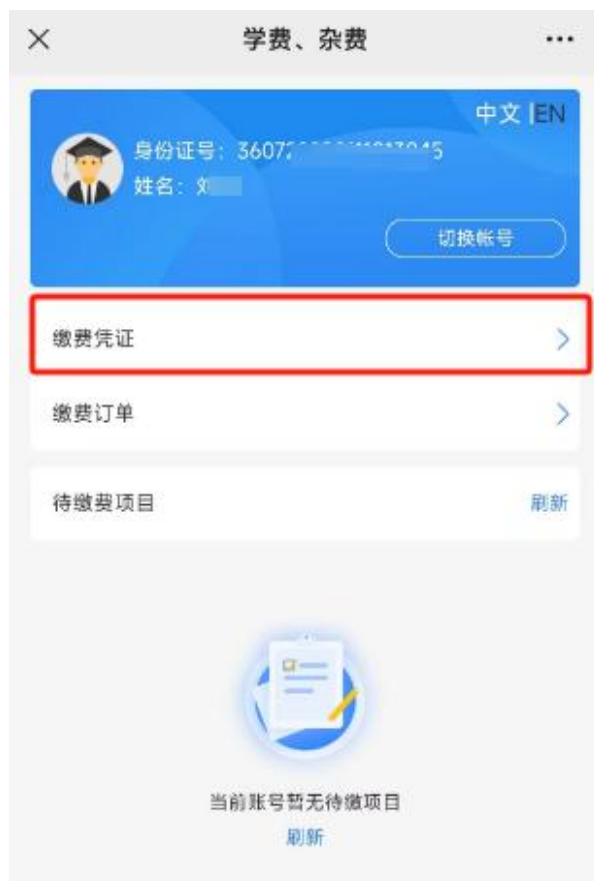 学费、杂费
中文 |EN
身份证号: 3607
姓名:
切换帐号
缴费凭证
缴费订单
待缴费项目
刷新
当前账号暂无待缴项目
刷新